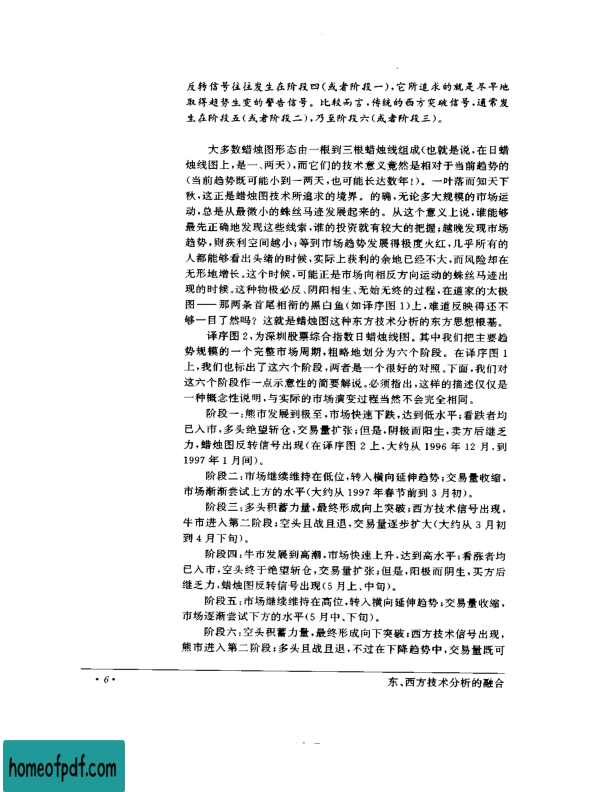 反转信号往往发生在阶段四(或者阶段一),它所追求的就是尽早地
取得趋势生变的警告信号。比较而言,传统的西方突破信号,通常发
生在阶段五(或者阶段二),乃至阶段六(或者阶段三)。
大多数蜡烛图形态由一根到三根蜡烛线组成(也就是说,在日蜡
烛线图上,是一、两天),而它们的技术意义竟然是相对于当前趋势的
(当前趋势既可能小到一两天,也可能长达数年!)。一叶落而知天下
秋,这正是蜡烛图技术所追求的境界。的确,无论多大规模的市场运
动,总是从最微小的蛛丝马迹发展起来的。从这个意义上说,谁能够
最先正确地发现这些线索,谁的投资就有较大的把握;越晚发现市场
趋势,则获利空间越小;等到市场趋势发展得极度火红,几乎所有的
人都能够看出头绪的时候,实际上获利的余地已经不大,而风险却在
无形地增长。这个时候,可能正是市场向相反方向运动的蛛丝马迹出
现的时候。这种物极必反、阴阳相生、无始无终的过程,在道家的太极
图——那两条首尾相衔的黑白鱼(如译序图1)上,难道反映得还不
够一目了然吗?这就是蜡烛图这种东方技术分析的东方思想根基。
译序图2,为深圳股票综合指数日蜡烛线图。其中我们把主要趋
势规模的一个完整市场周期,粗略地划分为六个阶段。在译序图1
上,我们也标出了这六个阶段,两者是一个很好的对照。下面,我们对
这六个阶段作一点示意性的简要解说。必须指出,这样的描述仅仅是
一种概念性说明,与实际的市场演变过程当然不会完全相同。
阶段一:熊市发展到极至,市场快速下跌,达到低水平;看跌者均
已入市,多头绝望斩仓,交易量扩张;但是,阴极而阳生,卖方后继乏
力,蜡烛图反转信号出现(在译序图2上,大约从1996年12月,到
1997年1月间)。
阶段二:市场继续维持在低位,转入横向延伸趋势;交易量收缩,
市场渐渐尝试上方的水平(大约从1997年春节前到3月初)。
阶段三:多头积蓄力量,最终形成向上突破;西方技术信号出现,
牛市进入第二阶段;空头且战且退,交易量逐步扩大(大约从3月初
到4月下旬)。
阶段四:牛市发展到高潮,市场快速上升,达到高水平;看涨者均
已入市,空头终于绝望斩仓,交易量扩张;但是,阳极而阴生,买方后
继乏力,蜡烛图反转信号出现(5月上、中旬)。
阶段五:市场继续维持在高位,转入横向延伸趋势;交易量收缩,
市场逐渐尝试下方的水平(5月中、下旬)。
阶段六:空头积蓄力量,最终形成向下突破;西方技术信号出现,
熊市进入第二阶段;多头且战且退,不过在下降趋势中,交易量既可
·6·
东、西方技术分析的融合
homeofpdf.com